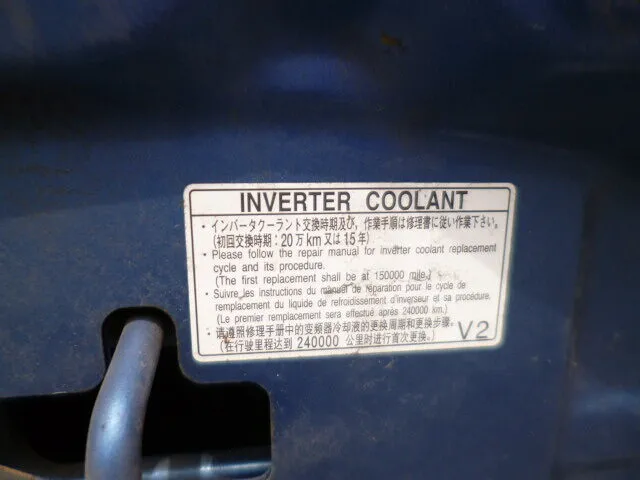 INVERTER COOLANT
・インバータクーラント交換時期及び、作業手順は修理書に従い作業下さい。
(初回交換時期：20万km又は15年)
・Please follow the repair manual for inverter coolant replacement
cycle and its procedure.
(The first replacement shall be at 150000 mile.)
・Suivre les instructions du manuel de réparation pour le cycle de
remplacement du liquide de refroidissement d'inverseur et sa procédure.
(Le premier remplacement sera effectué après 240000 km.)
・请遵照修理手册中的变频器冷却液的更换周期和更换步骤。
(在行驶里程达到 240000 公里时进行首次更换。)
V2